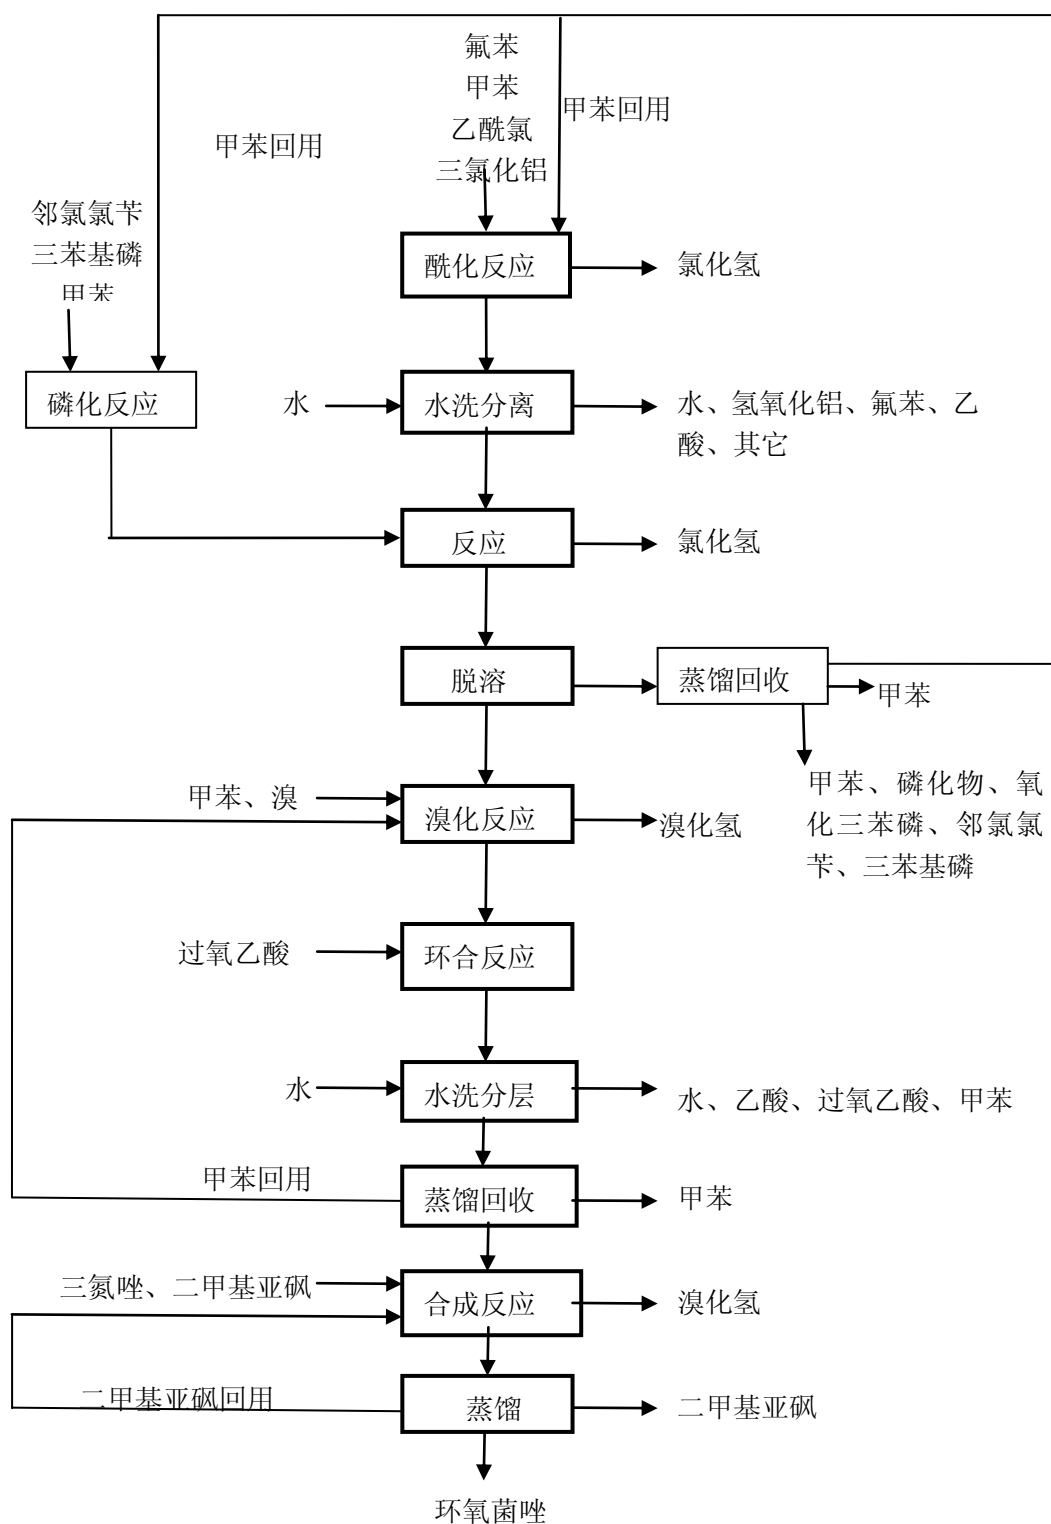 氟苯
甲苯
乙酰氯
三氯化铝
甲苯回用
甲苯回用
邻氯氯苄
三苯基磷
甲苯
酰化反应
氯化氢
磷化反应
水
水洗分离
水、氢氧化铝、氟苯、乙
酸、其它
反应
氯化氢
脱溶
蒸馏回收
甲苯
甲苯、磷化物、氧
化三苯磷、邻氯氯
苄、三苯基磷
甲苯、溴
溴化反应
溴化氢
过氧乙酸
环合反应
水
水洗分层
水、乙酸、过氧乙酸、甲苯
甲苯回用
蒸馏回收
甲苯
三氮唑、二甲基亚砜
合成反应
溴化氢
二甲基亚砜回用
蒸馏
二甲基亚砜
环氧菌唑